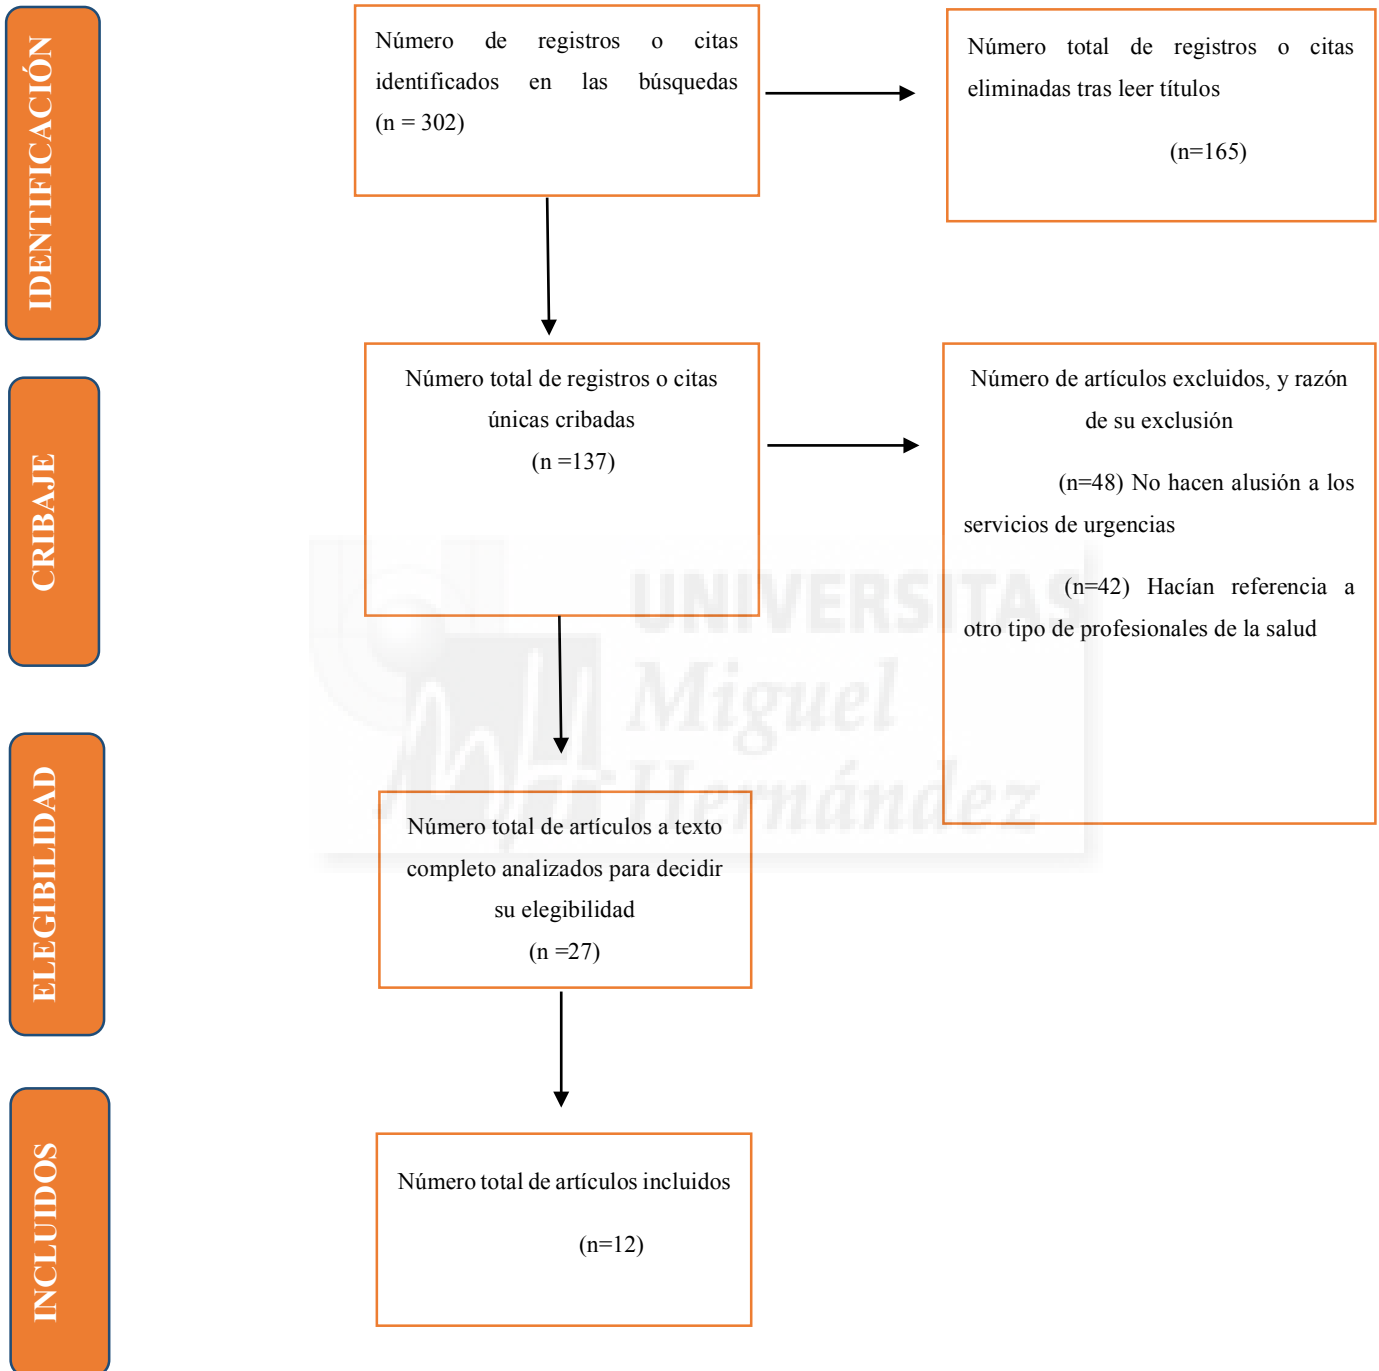 IDENTIFICACIÓN
Número de registros o citas
identificados en las búsquedas
(n = 302)
Número total de registros o citas
eliminadas tras leer títulos
(n=165)
CRIBAJE
Número total de registros o citas
únicas cribadas
(n =137)
Número de artículos excluidos, y razón
de su exclusión
(n=48) No hacen alusión a los
servicios de urgencias
(n=42) Hacían referencia a
otro tipo de profesionales de la salud
UNIVERSITAS
Miguel
Hernández
ELEGIBILIDAD
Número total de artículos a texto
completo analizados para decidir
su elegibilidad
(n =27)
INCLUIDOS
Número total de artículos incluidos
(n=12)